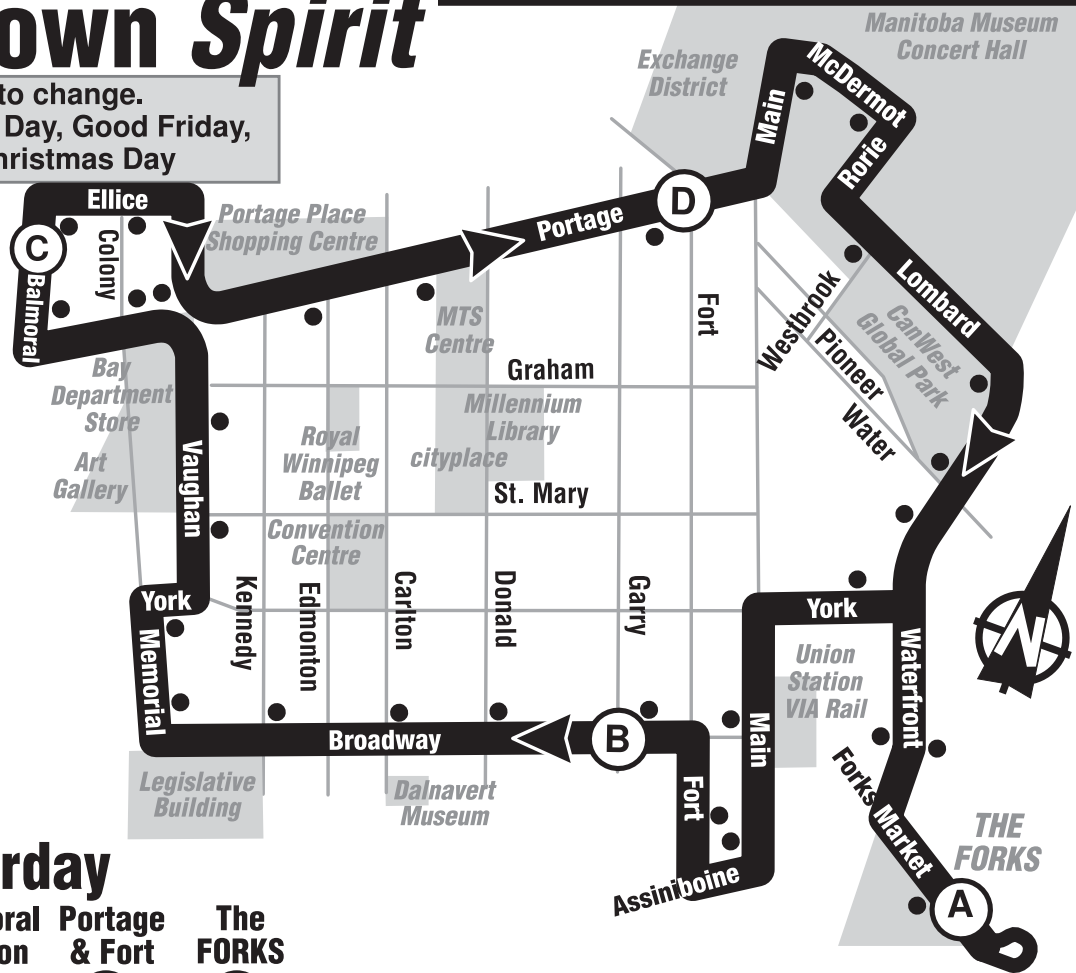 own Spirit
to change.
Day, Good Friday,
hristmas Day
Manitoba Museum
Concert Hall
Exchange
District
McDermot
Main
Rorie
Ellice
Portage Place
Shopping Centre
Portage
D
C
Colony
Balmoral
Lombard
Westbrook
Fort
MTS
Centre
CanWest
Global Park
Pioneer
Water
Graham
Bay
Department
Store
Millennium
Library
cityplace
Royal
Winnipeg
Ballet
Art
Gallery
Vaughan
St. Mary
Convention
Centre
N
York
Kennedy
Edmonton
Carlton
Donald
Garry
York
Memorial
Union
Station
VIA Rail
Waterfront
Broadway
B
Main
Legislative
Building
Dalnavert
Museum
Fort
Forks
Market
THE
FORKS
Assiniboine
A
rday
oral
on
Portage
& Fort
The
FORKS